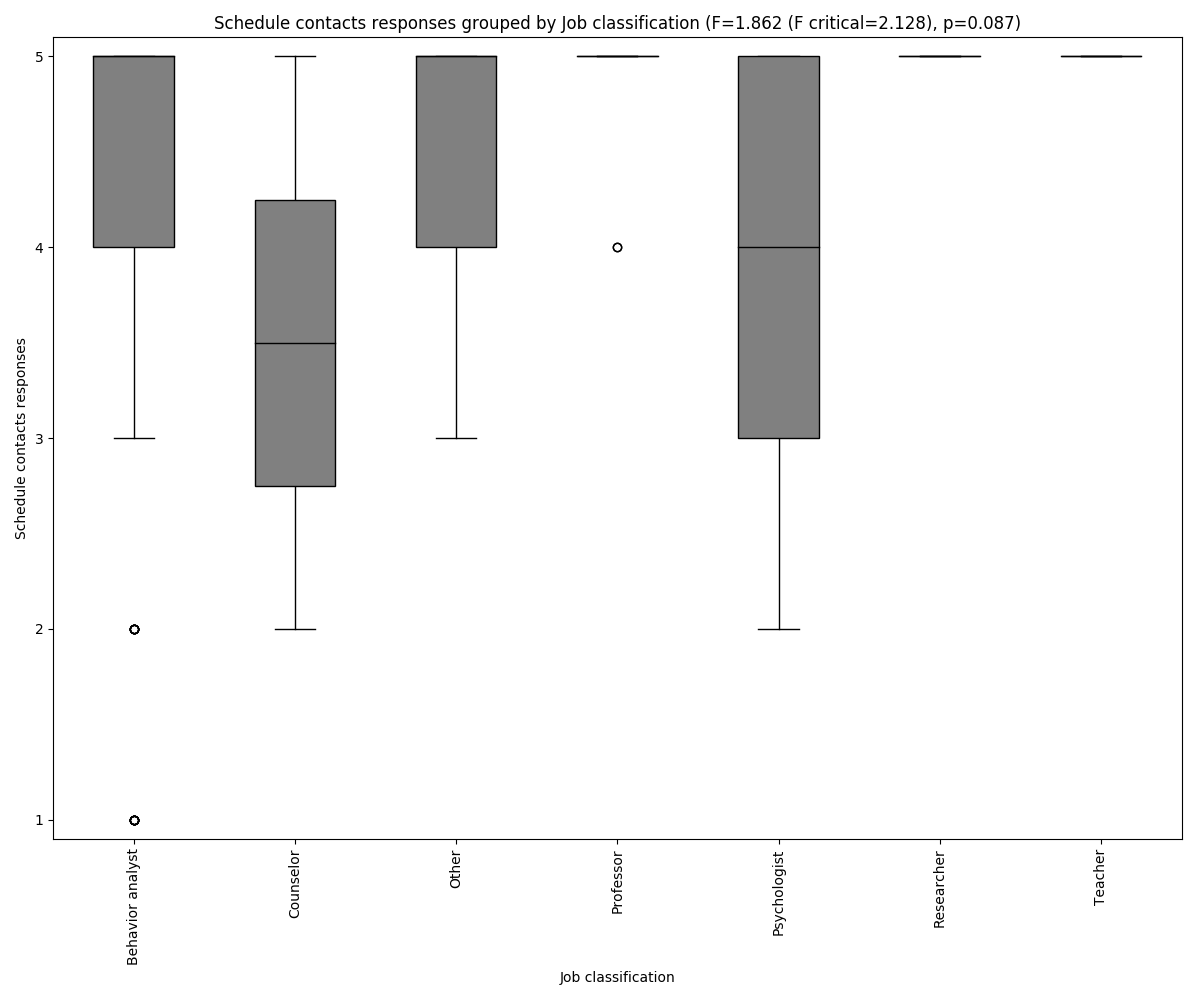 Schedule contacts responses grouped by Job classification (F=1.862 (F critical=2.128), p=0.087)
Schedule contacts responses
5
4
3
2
1
Behavior analyst
Counselor
Other
Professor
Psychologist
Researcher
Teacher
Job classification